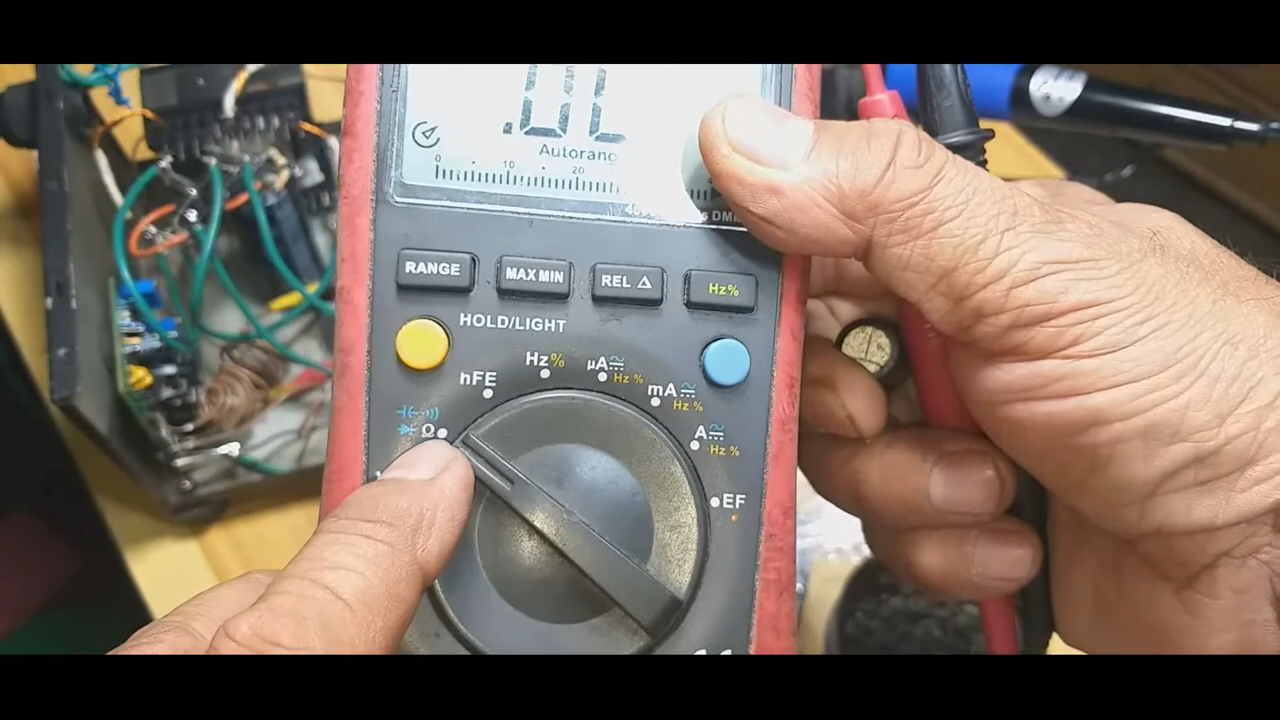 .0L
Autorang
0 10 20
RANGE
MAX MIN
REL Δ
Hz%
HOLD/LIGHT
hFE
Hz%
µA
Hz %
mA
Hz %
A
Hz %
Ω
EF